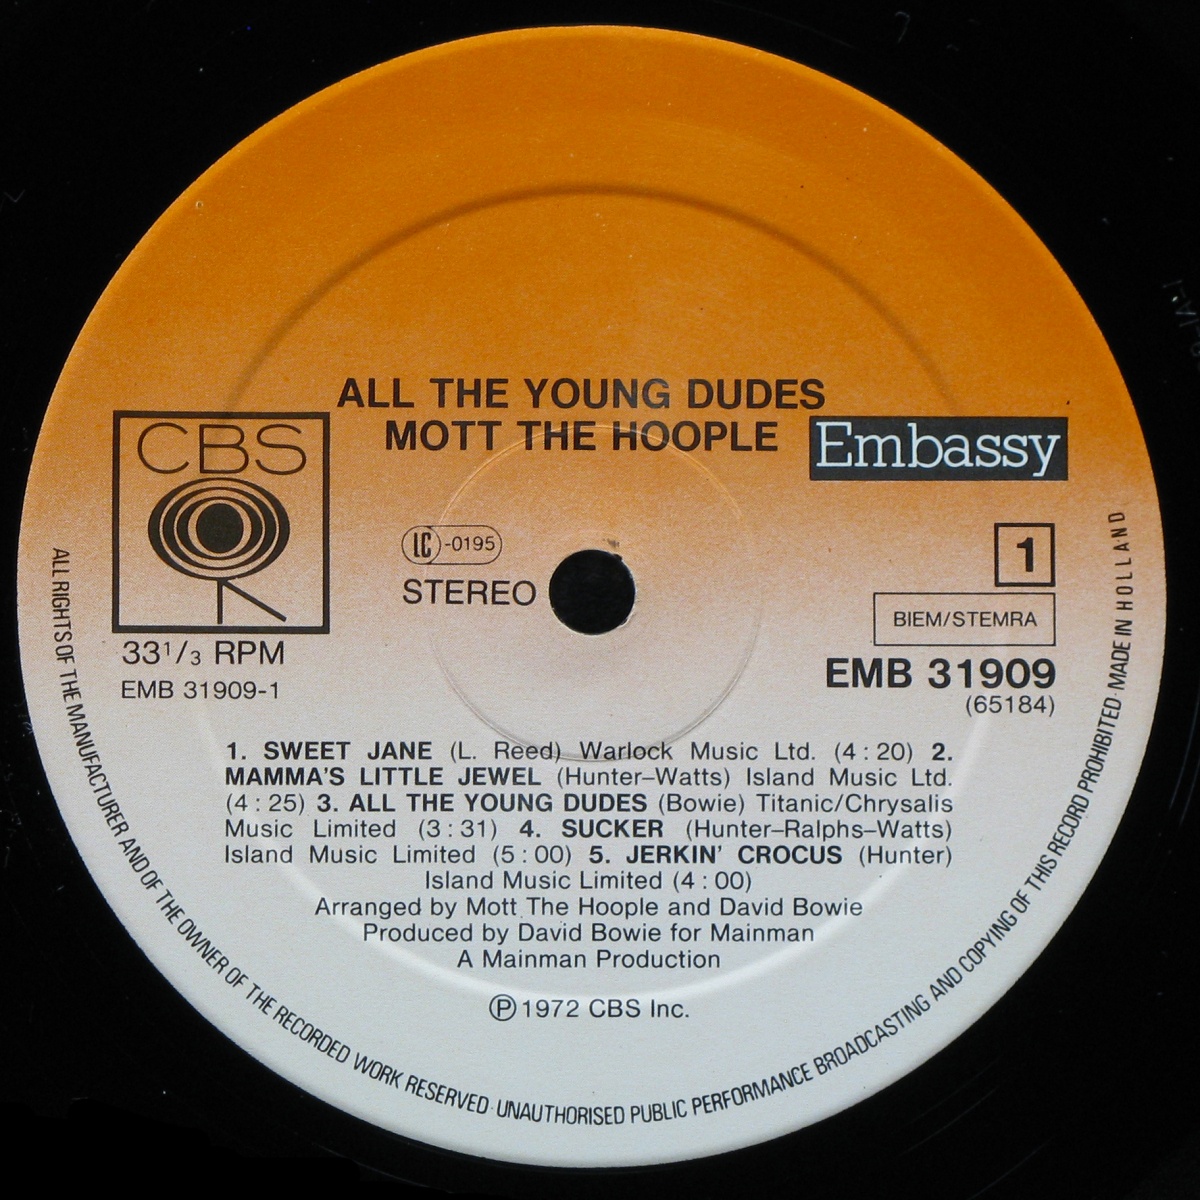 ALL THE YOUNG DUDES
MOTT THE HOOPLE
CBS
Embassy
LC -0195
STEREO
1
BIEM/STEMRA
33 1/3 RPM
EMB 31909-1
EMB 31909
(65184)
1. SWEET JANE (L. Reed) Warlock Music Ltd. (4 : 20) 2.
MAMMA'S LITTLE JEWEL (Hunter–Watts) Island Music Ltd.
(4 : 25) 3. ALL THE YOUNG DUDES (Bowie) Titanic/Chrysalis
Music Limited (3 : 31) 4. SUCKER (Hunter–Ralphs–Watts)
Island Music Limited (5 : 00) 5. JERKIN' CROCUS (Hunter)
Island Music Limited (4 : 00)
Arranged by Mott The Hoople and David Bowie
Produced by David Bowie for Mainman
A Mainman Production
℗ 1972 CBS Inc.
ALL RIGHTS OF THE MANUFACTURER AND OF THE OWNER OF THE RECORDED WORK RESERVED · UNAUTHORISED PUBLIC PERFORMANCE BROADCASTING AND COPYING OF THIS RECORD PROHIBITED · MADE IN HOLLAND